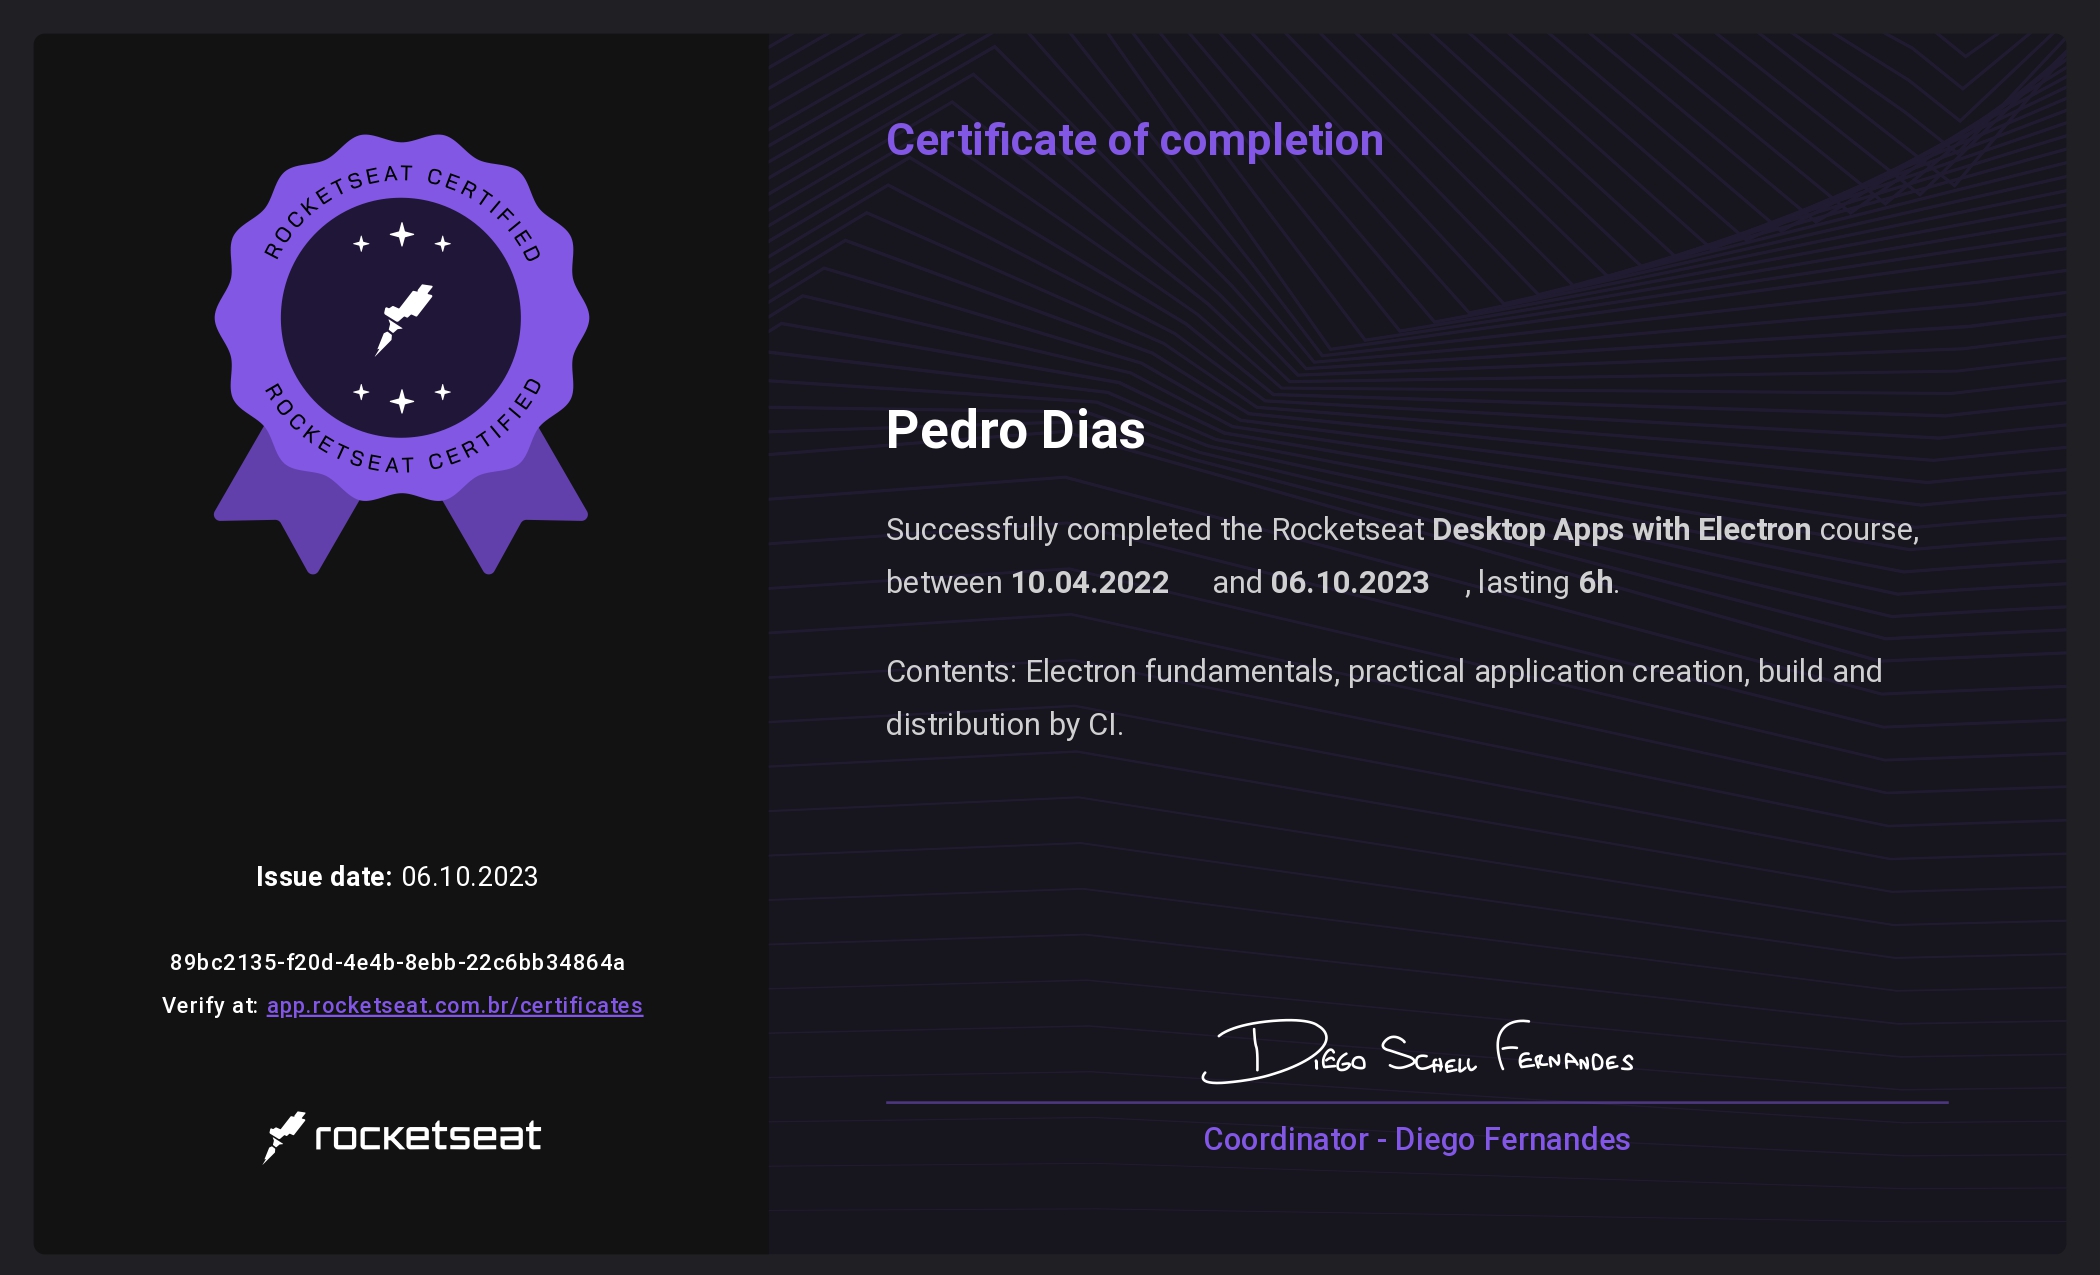 ROCKETSEAT CERTIFIED
ROCKETSEAT CERTIFIED
Issue date: 06.10.2023
89bc2135-f20d-4e4b-8ebb-22c6bb34864a
Verify at: app.rocketseat.com.br/certificates
rocketseat
Certificate of completion
Pedro Dias
Successfully completed the Rocketseat Desktop Apps with Electron course,
between 10.04.2022 and 06.10.2023 , lasting 6h.
Contents: Electron fundamentals, practical application creation, build and
distribution by CI.
Diego Schell Fernandes
Coordinator - Diego Fernandes